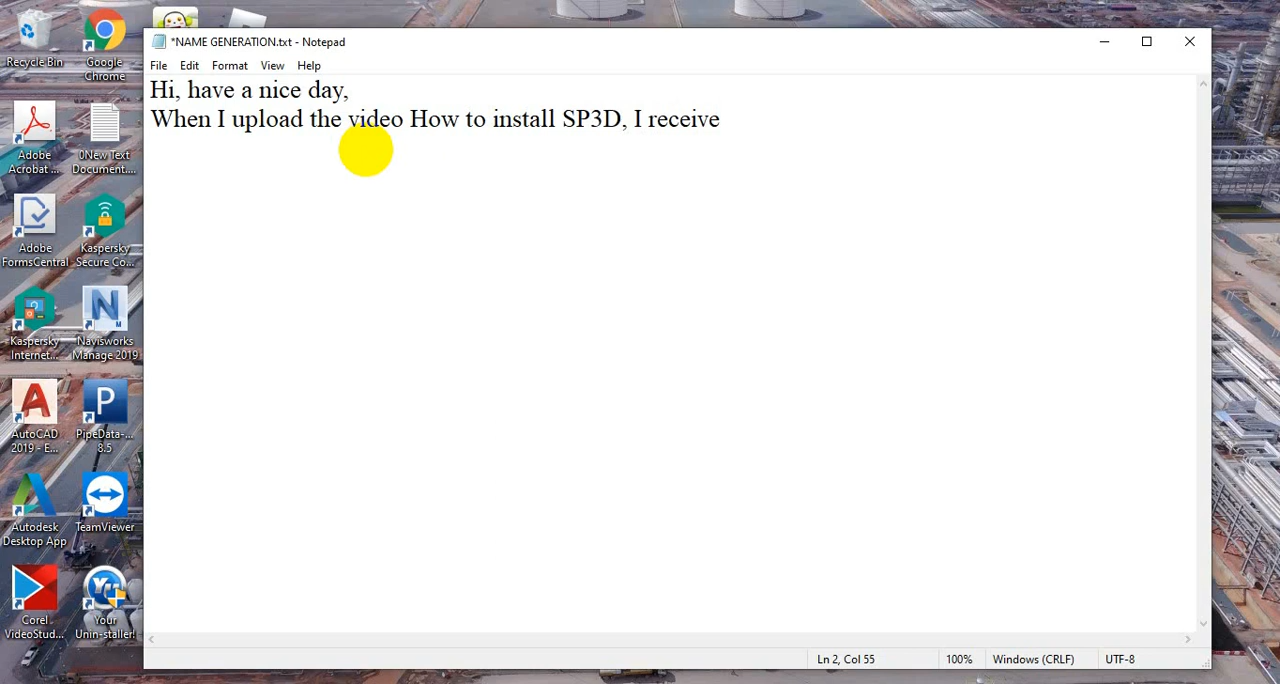 *NAME GENERATION.txt - Notepad
File Edit Format View Help
Hi, have a nice day,
When I upload the video How to install SP3D, I receive
Recycle Bin
Google Chrome
Adobe Acrobat ...
0New Text Document....
Adobe FormsCentral
Kaspersky Secure Co...
Kaspersky Internet...
Navisworks Manage 2019
AutoCAD 2019 - E...
PipeData-... 8.5
Autodesk Desktop App
TeamViewer
Corel VideoStud...
Your Unin-staller!
Ln 2, Col 55
100%
Windows (CRLF)
UTF-8